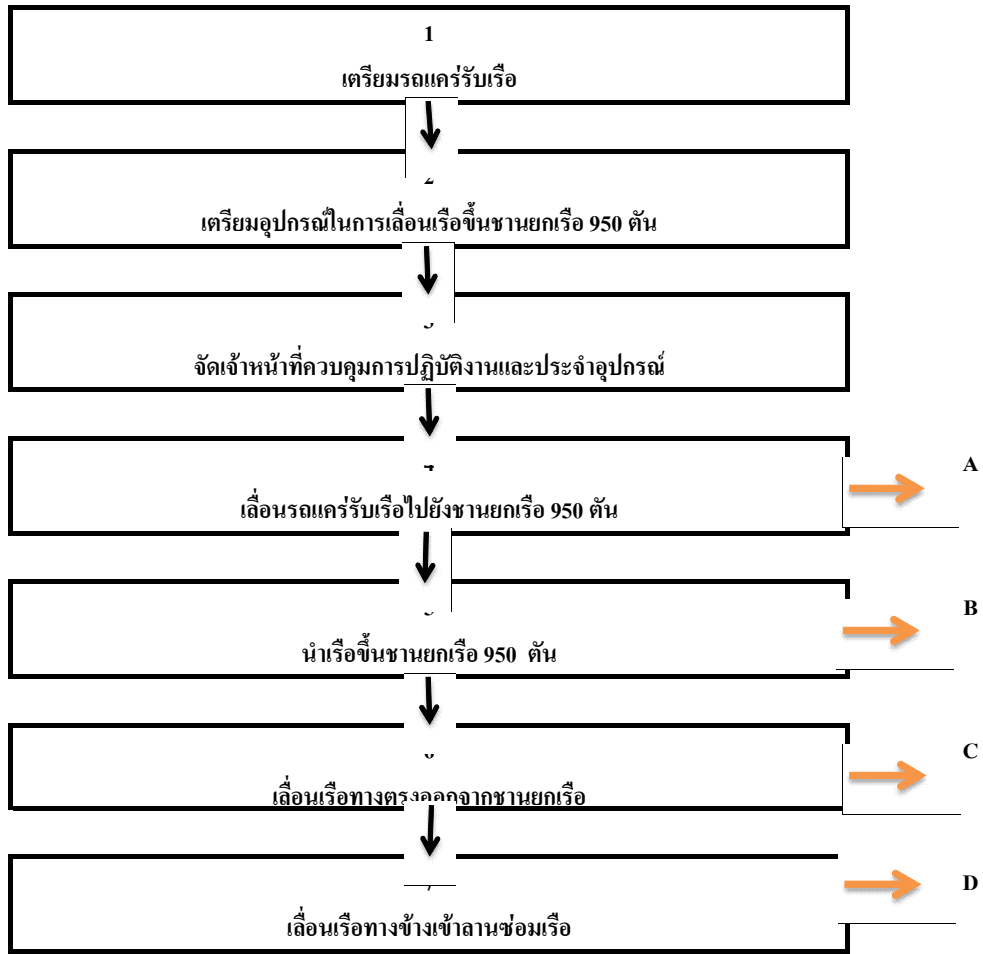 1
เตรียมรถแคร่รับเรือ
เตรียมอุปกรณ์ในการเลื่อนเรือขึ้นชานยกเรือ 950 ตัน
จัดเจ้าหน้าที่ควบคุมการปฏิบัติงานและประจำอุปกรณ์
A
เลื่อนรถแคร่รับเรือไปยังชานยกเรือ 950 ตัน
B
นำเรือขึ้นชานยกเรือ 950 ตัน
C
เลื่อนเรือทางตรงออกจากชานยกเรือ
D
เลื่อนเรือทางข้างเข้าลานซ่อมเรือ